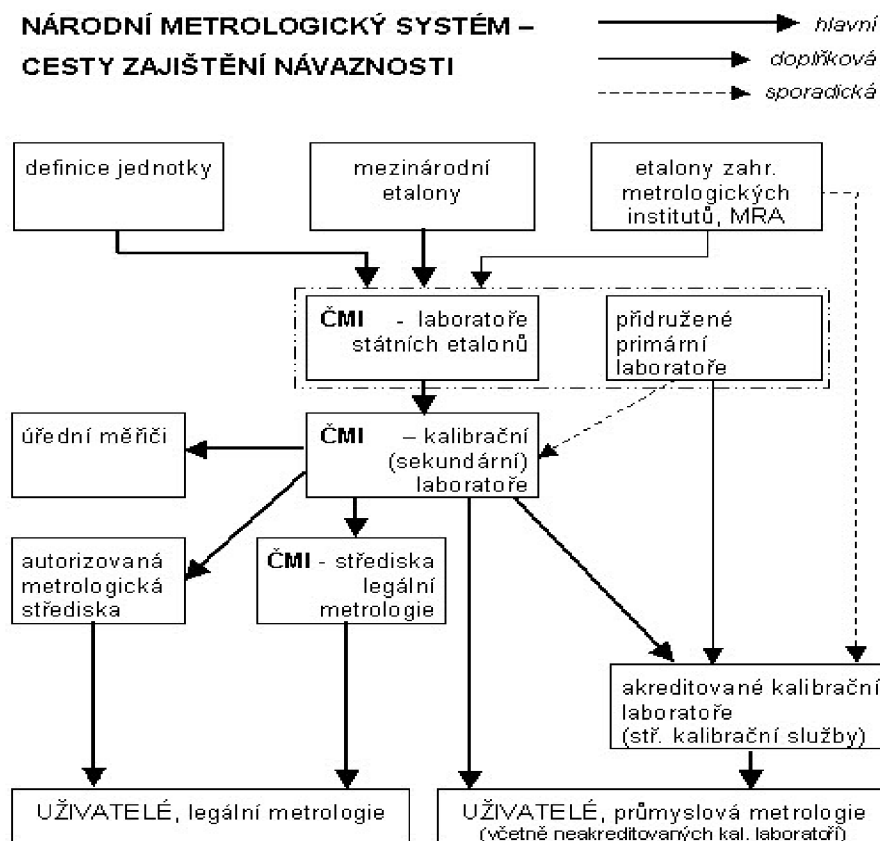 NÁRODNÍ METROLOGICKÝ SYSTÉM –
CESTY ZAJIŠTĚNÍ NÁVAZNOSTI
hlavní
doplňková
sporadická
definice jednotky
mezinárodní
etalony
etalony zahr.
metrologických
institutů, MRA
ČMI - laboratoře
státních etalonů
přidružené
primární
laboratoře
úřední měřiči
ČMI – kalibrační
(sekundární)
laboratoře
autorizovaná
metrologická
střediska
ČMI - střediska
legální
metrologie
akreditované kalibrační
laboratoře
(stř. kalibrační služby)
UŽIVATELÉ, legální metrologie
UŽIVATELÉ, průmyslová metrologie
(včetně neakreditovaných kal. laboratoří)